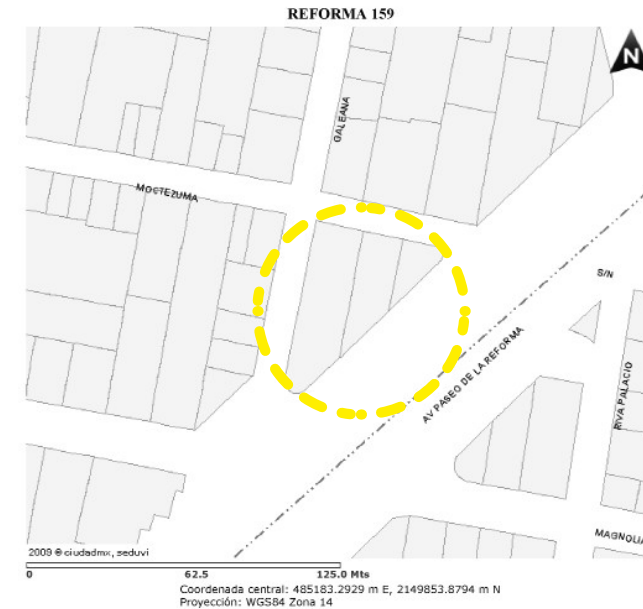 REFORMA 159
N
GALEANA
MOCTEZUMA
S/N
AV PASEO DE LA REFORMA
RIVA PALACIO
MAGNOLIA
2009 © ciudadmx, seduvi
0 62.5 125.0 Mts
Coordenada central: 485183.2929 m E, 2149853.8794 m N
Proyección: WGS84 Zona 14